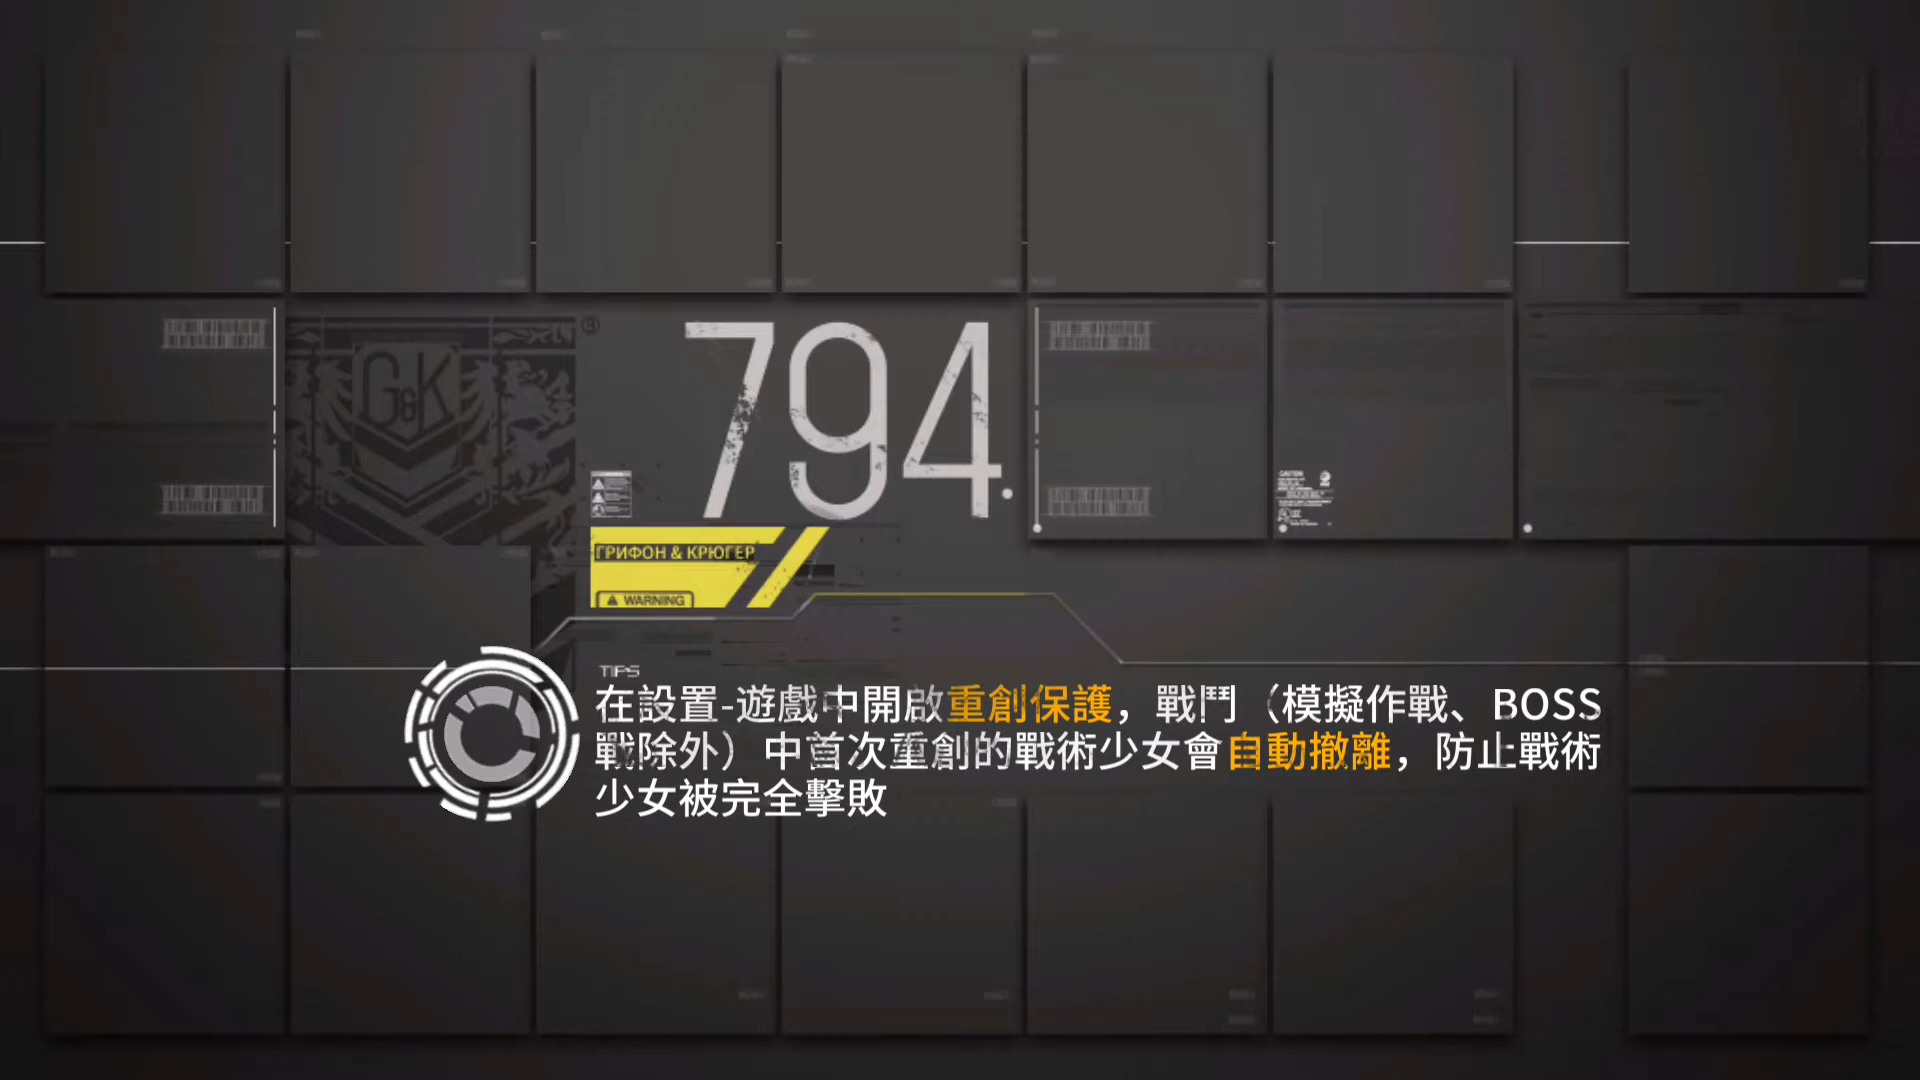 G&K
794.
ГРИФОН & КРЮГЕР
WARNING
TIPS
在設置-遊戲中開啟重創保護，戰鬥（模擬作戰、BOSS
戰除外）中首次重創的戰術少女會自動撤離，防止戰術
少女被完全擊敗
CAUTION